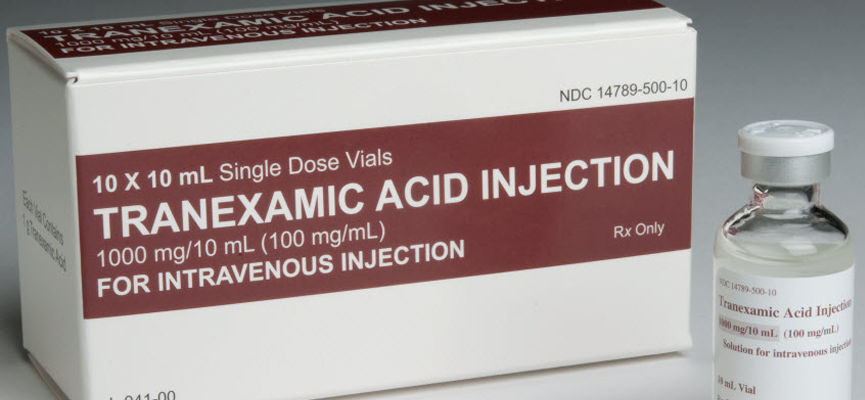 10 X 10 mL Single Dose Vials
TRANEXAMIC ACID INJECTION
1000 mg/10 mL (100 mg/mL)
FOR INTRAVENOUS INJECTION
NDC 14789-500-10
10 X 10 mL Single Dose Vials
TRANEXAMIC ACID INJECTION
1000 mg/10 mL (100 mg/mL)
Rx Only
FOR INTRAVENOUS INJECTION
Each Vial Contains
1 g Tranexamic Acid
041-00
NDC 14789-500-10
Tranexamic Acid Injection
1000 mg/10 mL (100 mg/mL)
Solution for intravenous injection
10 mL Vial